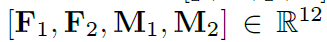 [F₁, F₂, M₁, M₂] ∈ ℝ¹²